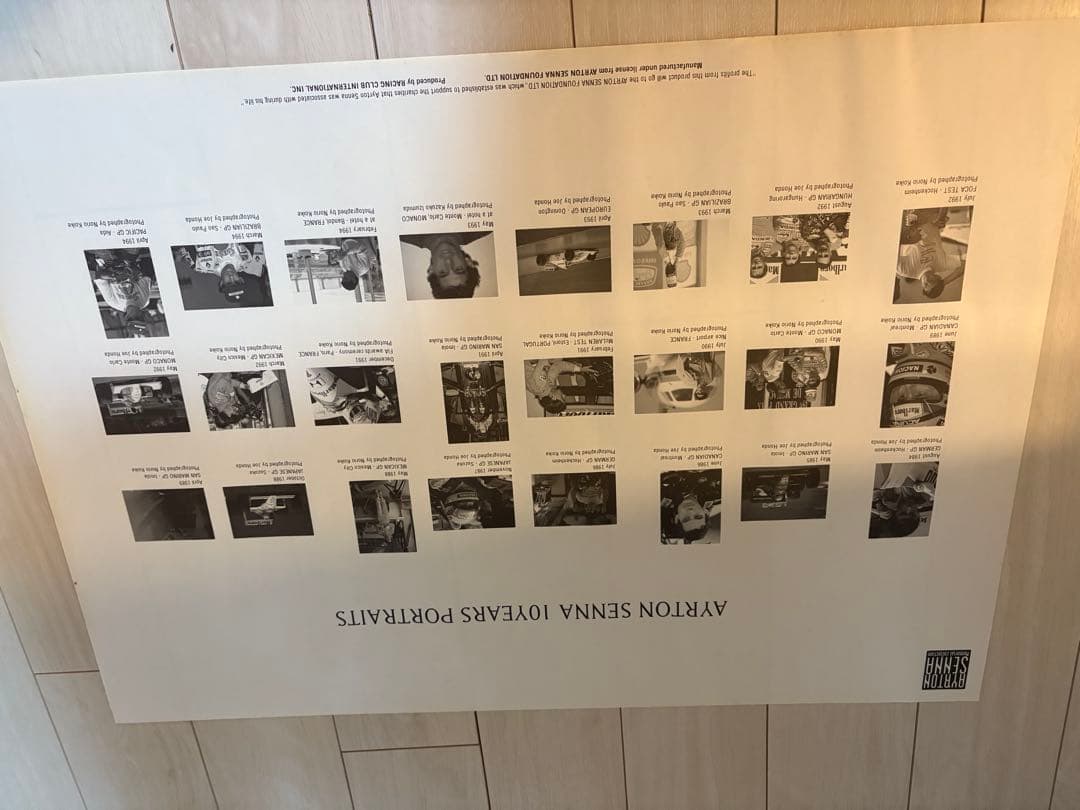 AYRTON
SENNA
AYRTON SENNA 10YEARS PORTRAITS
August 1984
GERMAN GP - Hockenheim
Photographed by Joe Honda
May 1985
SAN MARINO GP - Imola
Photographed by Joe Honda
June 1986
CANADIAN GP - Montreal
Photographed by Joe Honda
July 1986
GERMAN GP - Hockenheim
Photographed by Joe Honda
November 1987
JAPANESE GP - Suzuka
Photographed by Norio Koike
May 1988
MEXICAN GP - Mexico City
Photographed by Norio Koike
October 1988
JAPANESE GP - Suzuka
Photographed by Joe Honda
April 1989
SAN MARINO GP - Imola
Photographed by Norio Koike
NACIONAL
Marlboro
June 1989
CANADIAN GP - Montreal
Photographed by Norio Koike
May 1990
MONACO GP - Monte Carlo
Photographed by Norio Koike
July 1990
Nice airport - FRANCE
Photographed by Norio Koike
February 1991
McLAREN TEST - Estoril, PORTUGAL
Photographed by Norio Koike
April 1991
SAN MARINO GP - Imola
Photographed by Norio Koike
December 1991
FIA awards ceremony - Paris, FRANCE
Photographed by Norio Koike
March 1992
MEXICAN GP - Mexico City
Photographed by Norio Koike
May 1992
MONACO GP - Monte Carlo
Photographed by Joe Honda
July 1992
FOCA TEST - Hockenheim
Photographed by Norio Koike
August 1992
HUNGARIAN GP - Hungaroring
Photographed by Joe Honda
March 1993
BRAZILIAN GP - Sao Paulo
Photographed by Norio Koike
April 1993
EUROPEAN GP - Donington
Photographed by Joe Honda
May 1993
at a hotel - Monte Carlo, MONACO
Photographed by Kazuko Izumida
February 1994
at a hotel - Bandol, FRANCE
Photographed by Norio Koike
March 1994
BRAZILIAN GP - Sao Paulo
Photographed by Joe Honda
April 1994
PACIFIC GP - Aida
Photographed by Norio Koike
"The profits from this product will go to the AYRTON SENNA FOUNDATION LTD., which was established to support the charities that Ayrton Senna was associated with during his life."
Manufactured under license from AYRTON SENNA FOUNDATION LTD. Produced by RACING CLUB INTERNATIONAL INC.